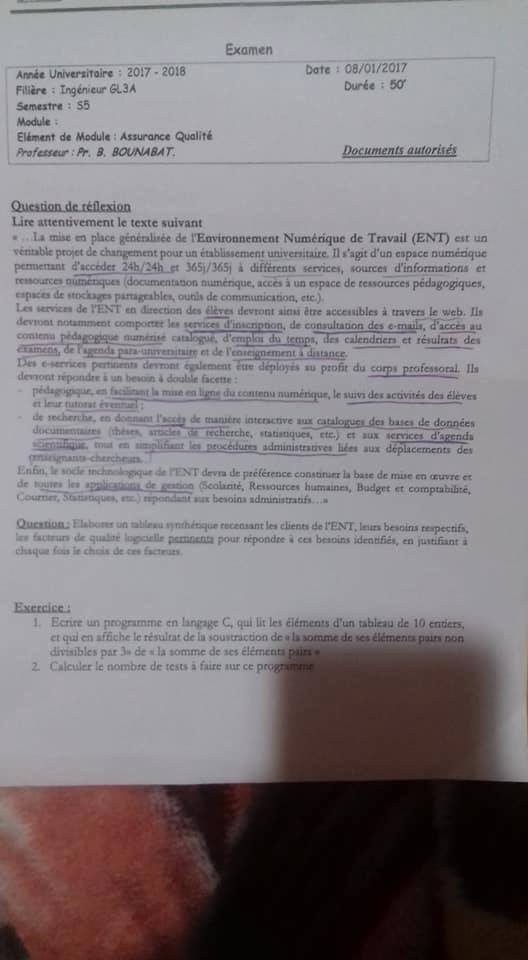 Examen
Année Universitaire : 2017 - 2018
Date : 08/01/2017
Filière : Ingénieur GL3A
Durée : 50'
Semestre : S5
Module :
Elément de Module : Assurance Qualité
Professeur : Pr. B. BOUNABAT.
Documents autorisés
Question de réflexion
Lire attentivement le texte suivant
« …La mise en place généralisée de l'Environnement Numérique de Travail (ENT) est un
véritable projet de changement pour un établissement universitaire. Il s'agit d'un espace numérique
permettant d'accéder 24h/24h et 365j/365j à différents services, sources d'informations et
ressources numériques (documentation numérique, accès à un espace de ressources pédagogiques,
espaces de stockages partageables, outils de communication, etc.).
Les services de l'ENT en direction des élèves devront ainsi être accessibles à travers le web. Ils
devront notamment comporter les services d'inscription, de consultation des e-mails, d'accès au
contenu pédagogique numérisé catalogué, d'emploi du temps, des calendriers et résultats des
examens, de l'agenda para-universitaire et de l'enseignement à distance.
Des e-services pertinents devront également être déployés au profit du corps professoral. Ils
devront répondre à un besoin à double facette :
- pédagogique, en facilitant la mise en ligne du contenu numérique, le suivi des activités des élèves
et leur tutorat éventuel ;
- de recherche, en donnant l'accès de manière interactive aux catalogues des bases de données
documentaires (thèses, articles de recherche, statistiques, etc.) et aux services d'agenda
scientifique, tout en simplifiant les procédures administratives liées aux déplacements des
enseignants-chercheurs.
Enfin, le socle technologique de l'ENT devra de préférence constituer la base de mise en œuvre et
de toutes les applications de gestion (Scolarité, Ressources humaines, Budget et comptabilité,
Courrier, Statistiques, etc.) répondant aux besoins administratifs…»
Question : Elaborer un tableau synthétique recensant les clients de l'ENT, leurs besoins respectifs,
les facteurs de qualité logicielle pertinents pour répondre à ces besoins identifiés, en justifiant à
chaque fois le choix de ces facteurs.
Exercice :
1. Ecrire un programme en langage C, qui lit les éléments d'un tableau de 10 entiers,
et qui en affiche le résultat de la soustraction de « la somme de ses éléments pairs non
divisibles par 3» de « la somme de ses éléments pairs »
2. Calculer le nombre de tests à faire sur ce programme